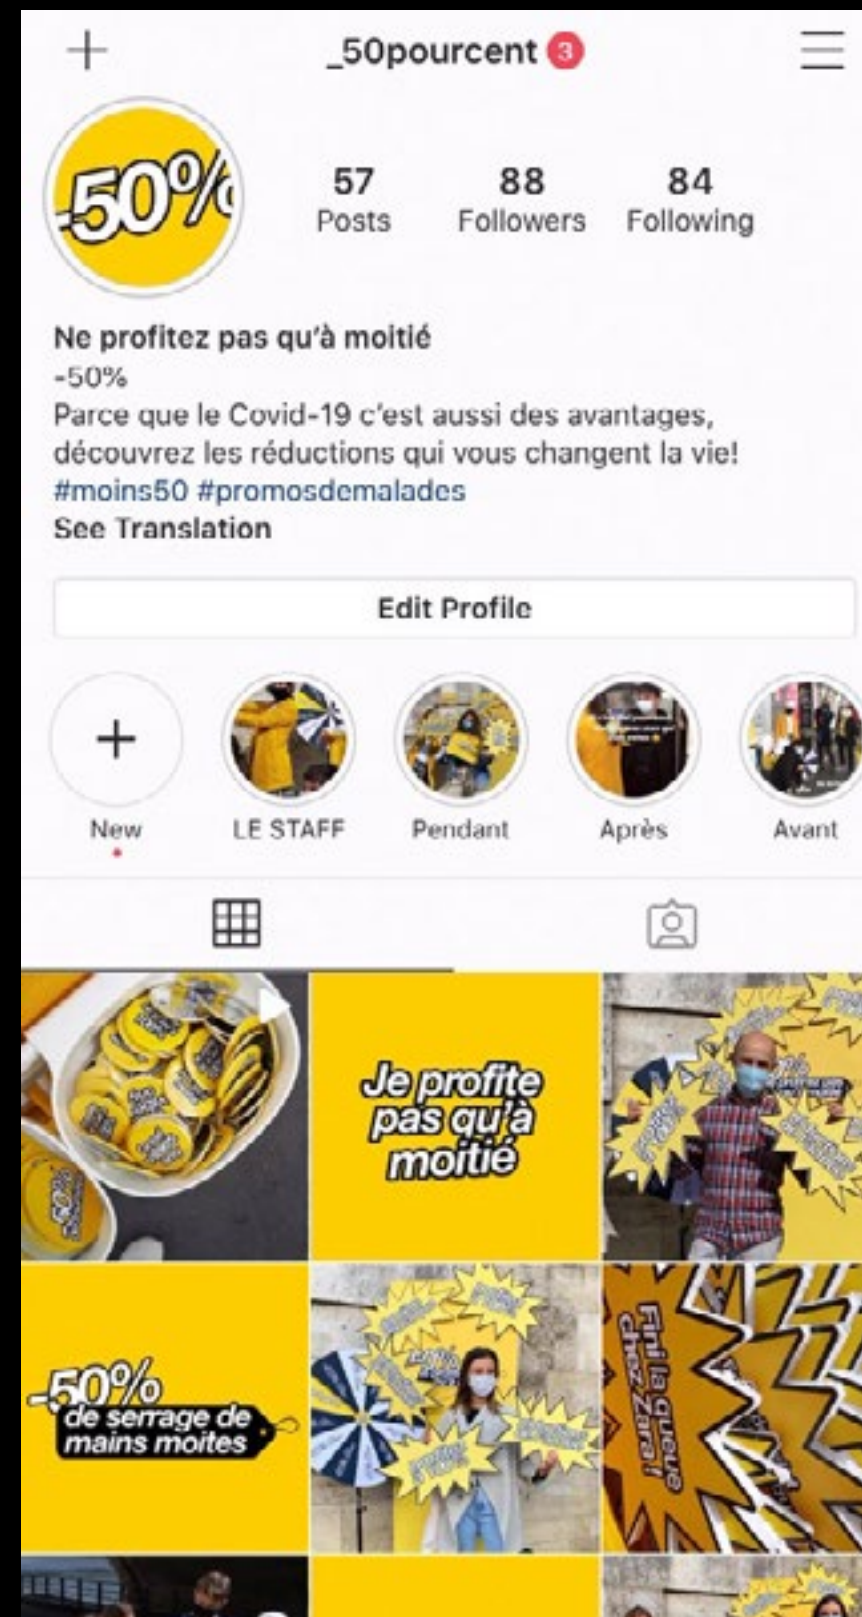 _50pourcent 3
-50%
57 88 84
Posts Followers Following
Ne profitez pas qu'à moitié
-50%
Parce que le Covid-19 c'est aussi des avantages,
découvrez les réductions qui vous changent la vie!
#moins50 #promosdemalades
See Translation
Edit Profile
New LE STAFF Pendant Après Avant
Je profite
pas qu'à
moitié
-50%
-50%
de serrage de
mains moites
Fini la queue
chez Zara!